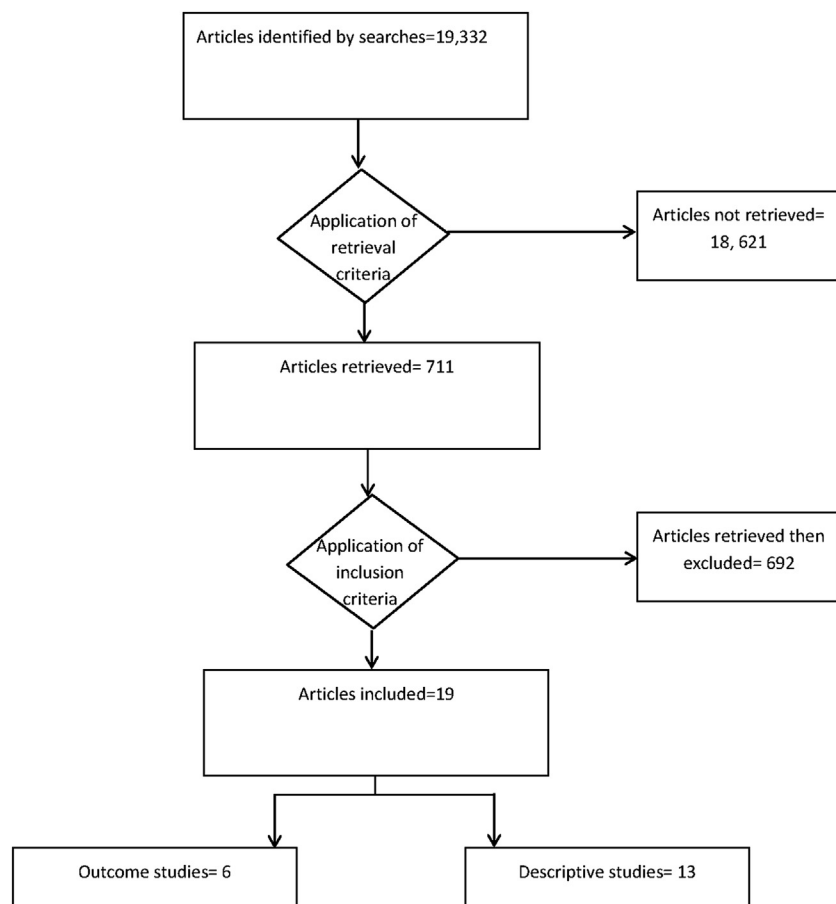 Articles identified by searches=19,332
Application of
retrieval
criteria
Articles not retrieved=
18, 621
Articles retrieved= 711
Application of
inclusion
criteria
Articles retrieved then
excluded= 692
Articles included=19
Outcome studies= 6
Descriptive studies= 13